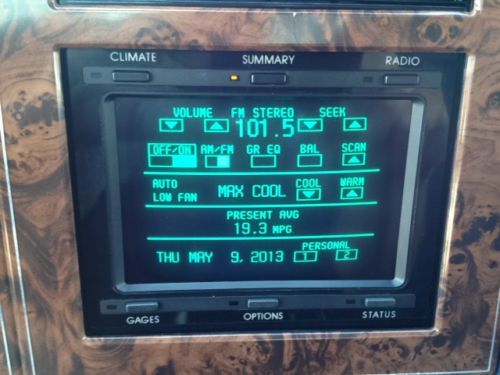 CLIMATE SUMMARY RADIO
VOLUME FM STEREO SEEK
101.5
OFF/ON AM/FM GR EQ BAL SCAN
AUTO MAX COOL COOL WARM
LOW FAN
PRESENT AVG
19.3 MPG
PERSONAL
THU MAY 9, 2013 1 2
GAGES OPTIONS STATUS